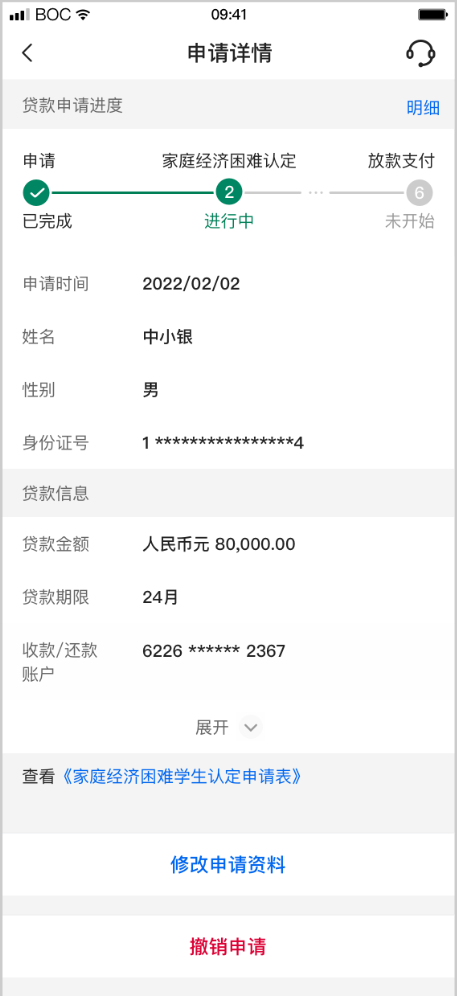 BOC 09:41
申请详情
贷款申请进度 明细
申请 家庭经济困难认定 放款支付
2 ... 6
已完成 进行中 未开始
申请时间 2022/02/02
姓名 中小银
性别 男
身份证号 1 ****************4
贷款信息
贷款金额 人民币元 80,000.00
贷款期限 24月
收款/还款 6226 ****** 2367
账户
展开
查看《家庭经济困难学生认定申请表》
修改申请资料
撤销申请